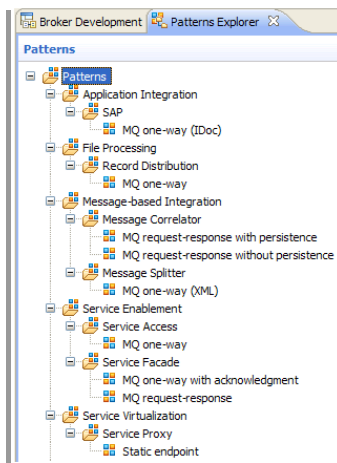 Broker Development Patterns Explorer
Patterns
Patterns
Application Integration
SAP
MQ one-way (IDoc)
File Processing
Record Distribution
MQ one-way
Message-based Integration
Message Correlator
MQ request-response with persistence
MQ request-response without persistence
Message Splitter
MQ one-way (XML)
Service Enablement
Service Access
MQ one-way
Service Facade
MQ one-way with acknowledgment
MQ request-response
Service Virtualization
Service Proxy
Static endpoint